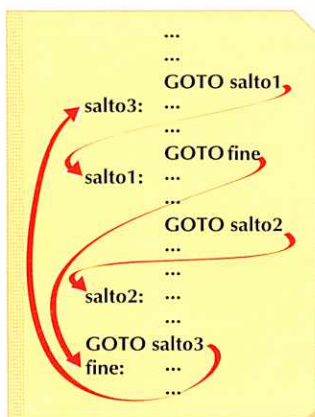 ...
...
GOTO salto1
salto3: ...
...
GOTO fine
salto1: ...
...
GOTO salto2
...
...
salto2: ...
...
GOTO salto3
fine: ...
...